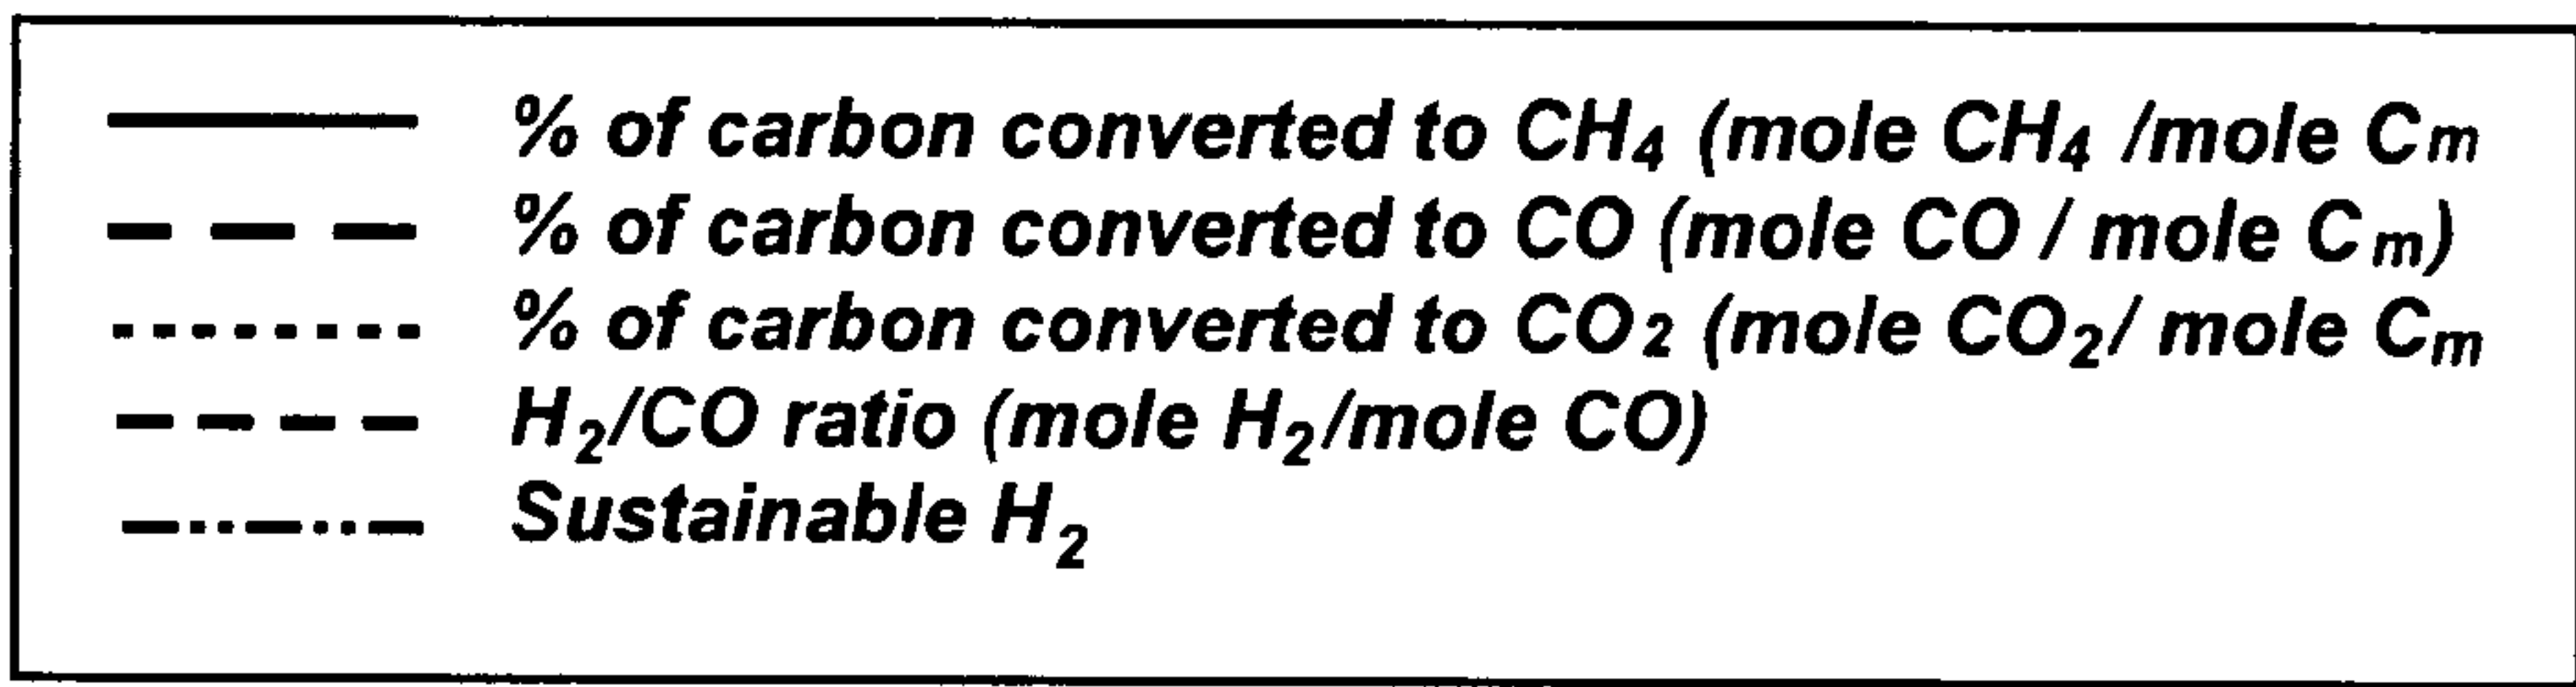 % of carbon converted to CH₄ (mole CH₄ /mole Cm
% of carbon converted to CO (mole CO / mole Cm)
% of carbon converted to CO₂ (mole CO₂/ mole Cm
H₂/CO ratio (mole H₂/mole CO)
Sustainable H₂